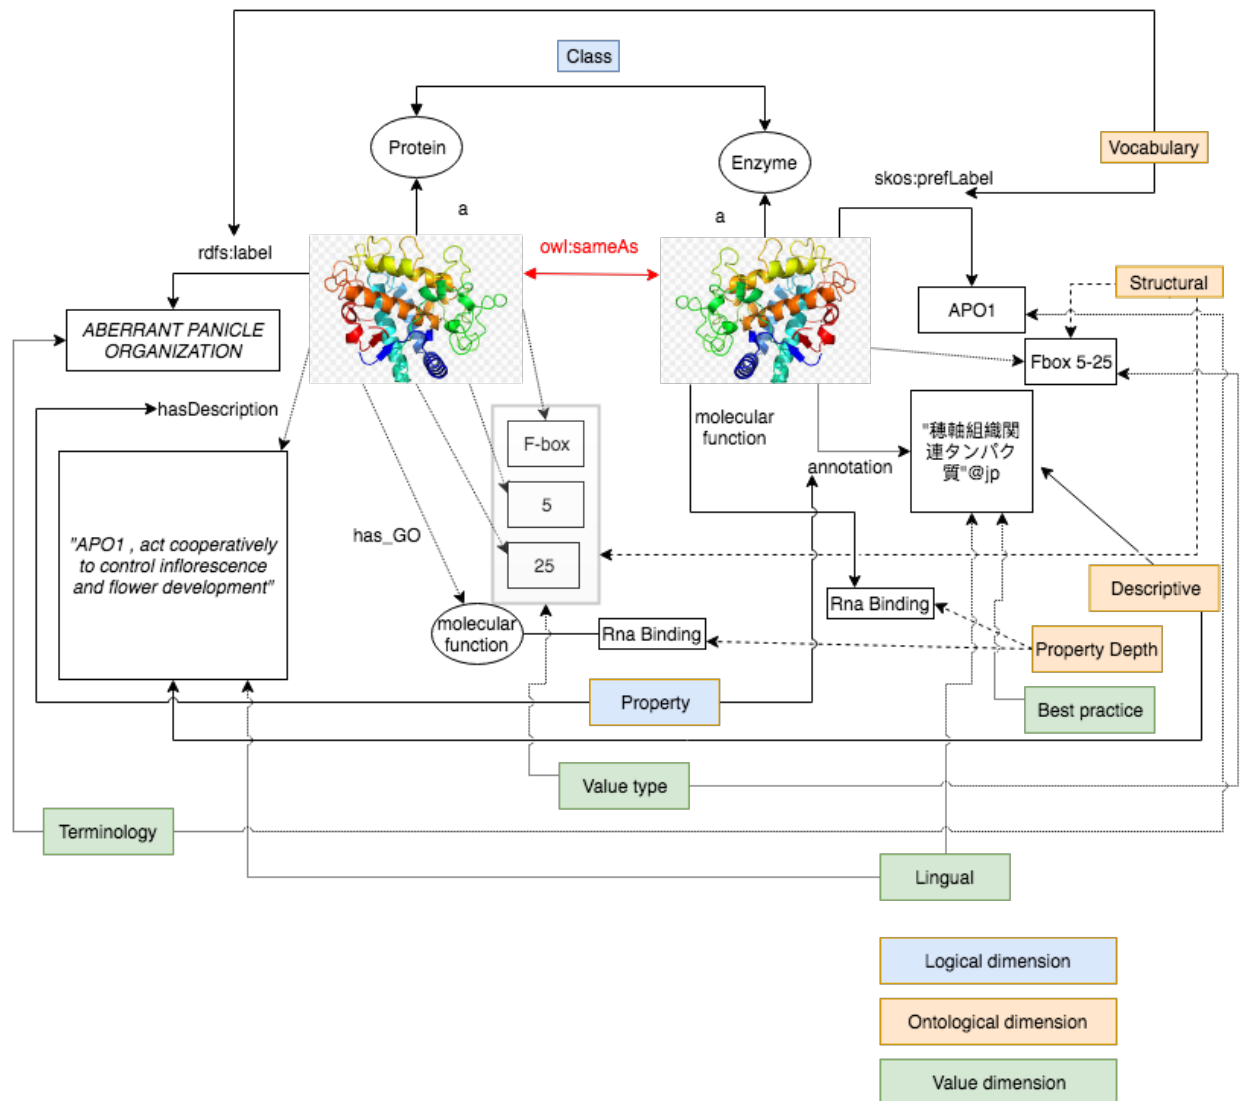 Class
Protein
Enzyme
Vocabulary
skos:prefLabel
a
a
rdfs:label
owl:sameAs
Structural
APO1
ABERRANT PANICLE
ORGANIZATION
Fbox 5-25
hasDescription
molecular
function
F-box
"穂軸組織関
連タンパク
質"@jp
annotation
5
has_GO
"APO1 , act cooperatively
to control inflorescence
and flower development"
25
Descriptive
Rna Binding
molecular
function
Rna Binding
Property Depth
Property
Best practice
Value type
Terminology
Lingual
Logical dimension
Ontological dimension
Value dimension